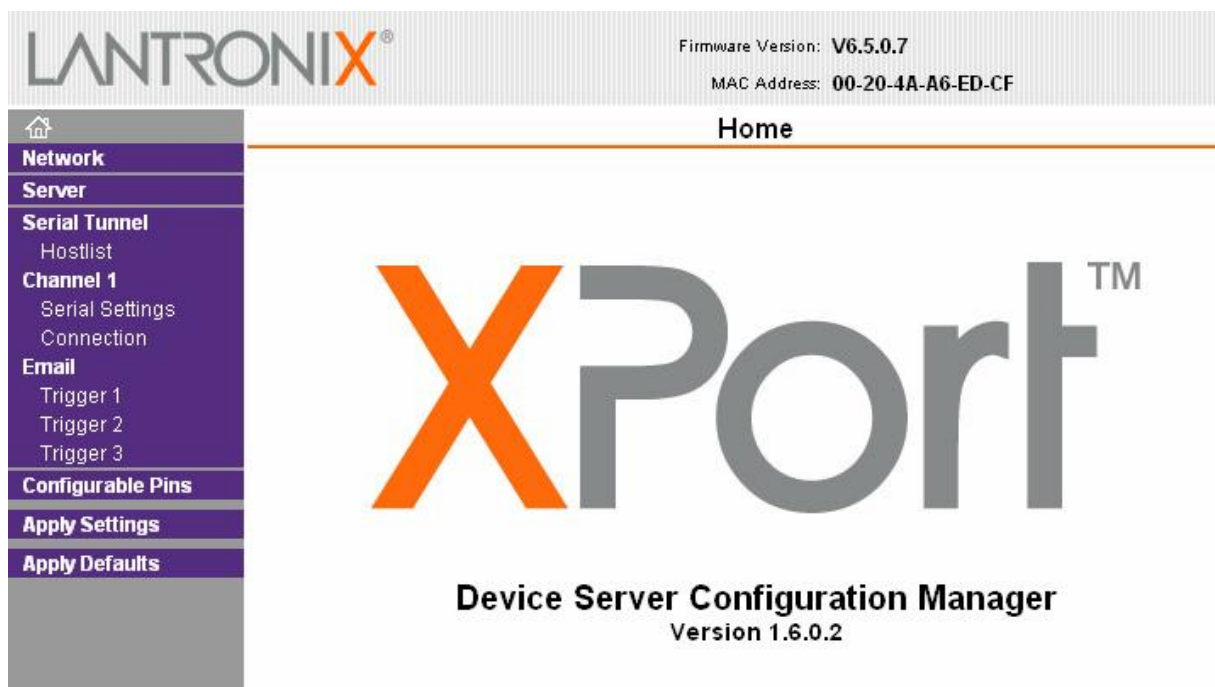 LANTRONIX®
Firmware Version: V6.5.0.7
MAC Address: 00-20-4A-A6-ED-CF
Home
Network
Server
Serial Tunnel
Hostlist
Channel 1
Serial Settings
Connection
Email
Trigger 1
Trigger 2
Trigger 3
Configurable Pins
Apply Settings
Apply Defaults
XPort™
Device Server Configuration Manager
Version 1.6.0.2